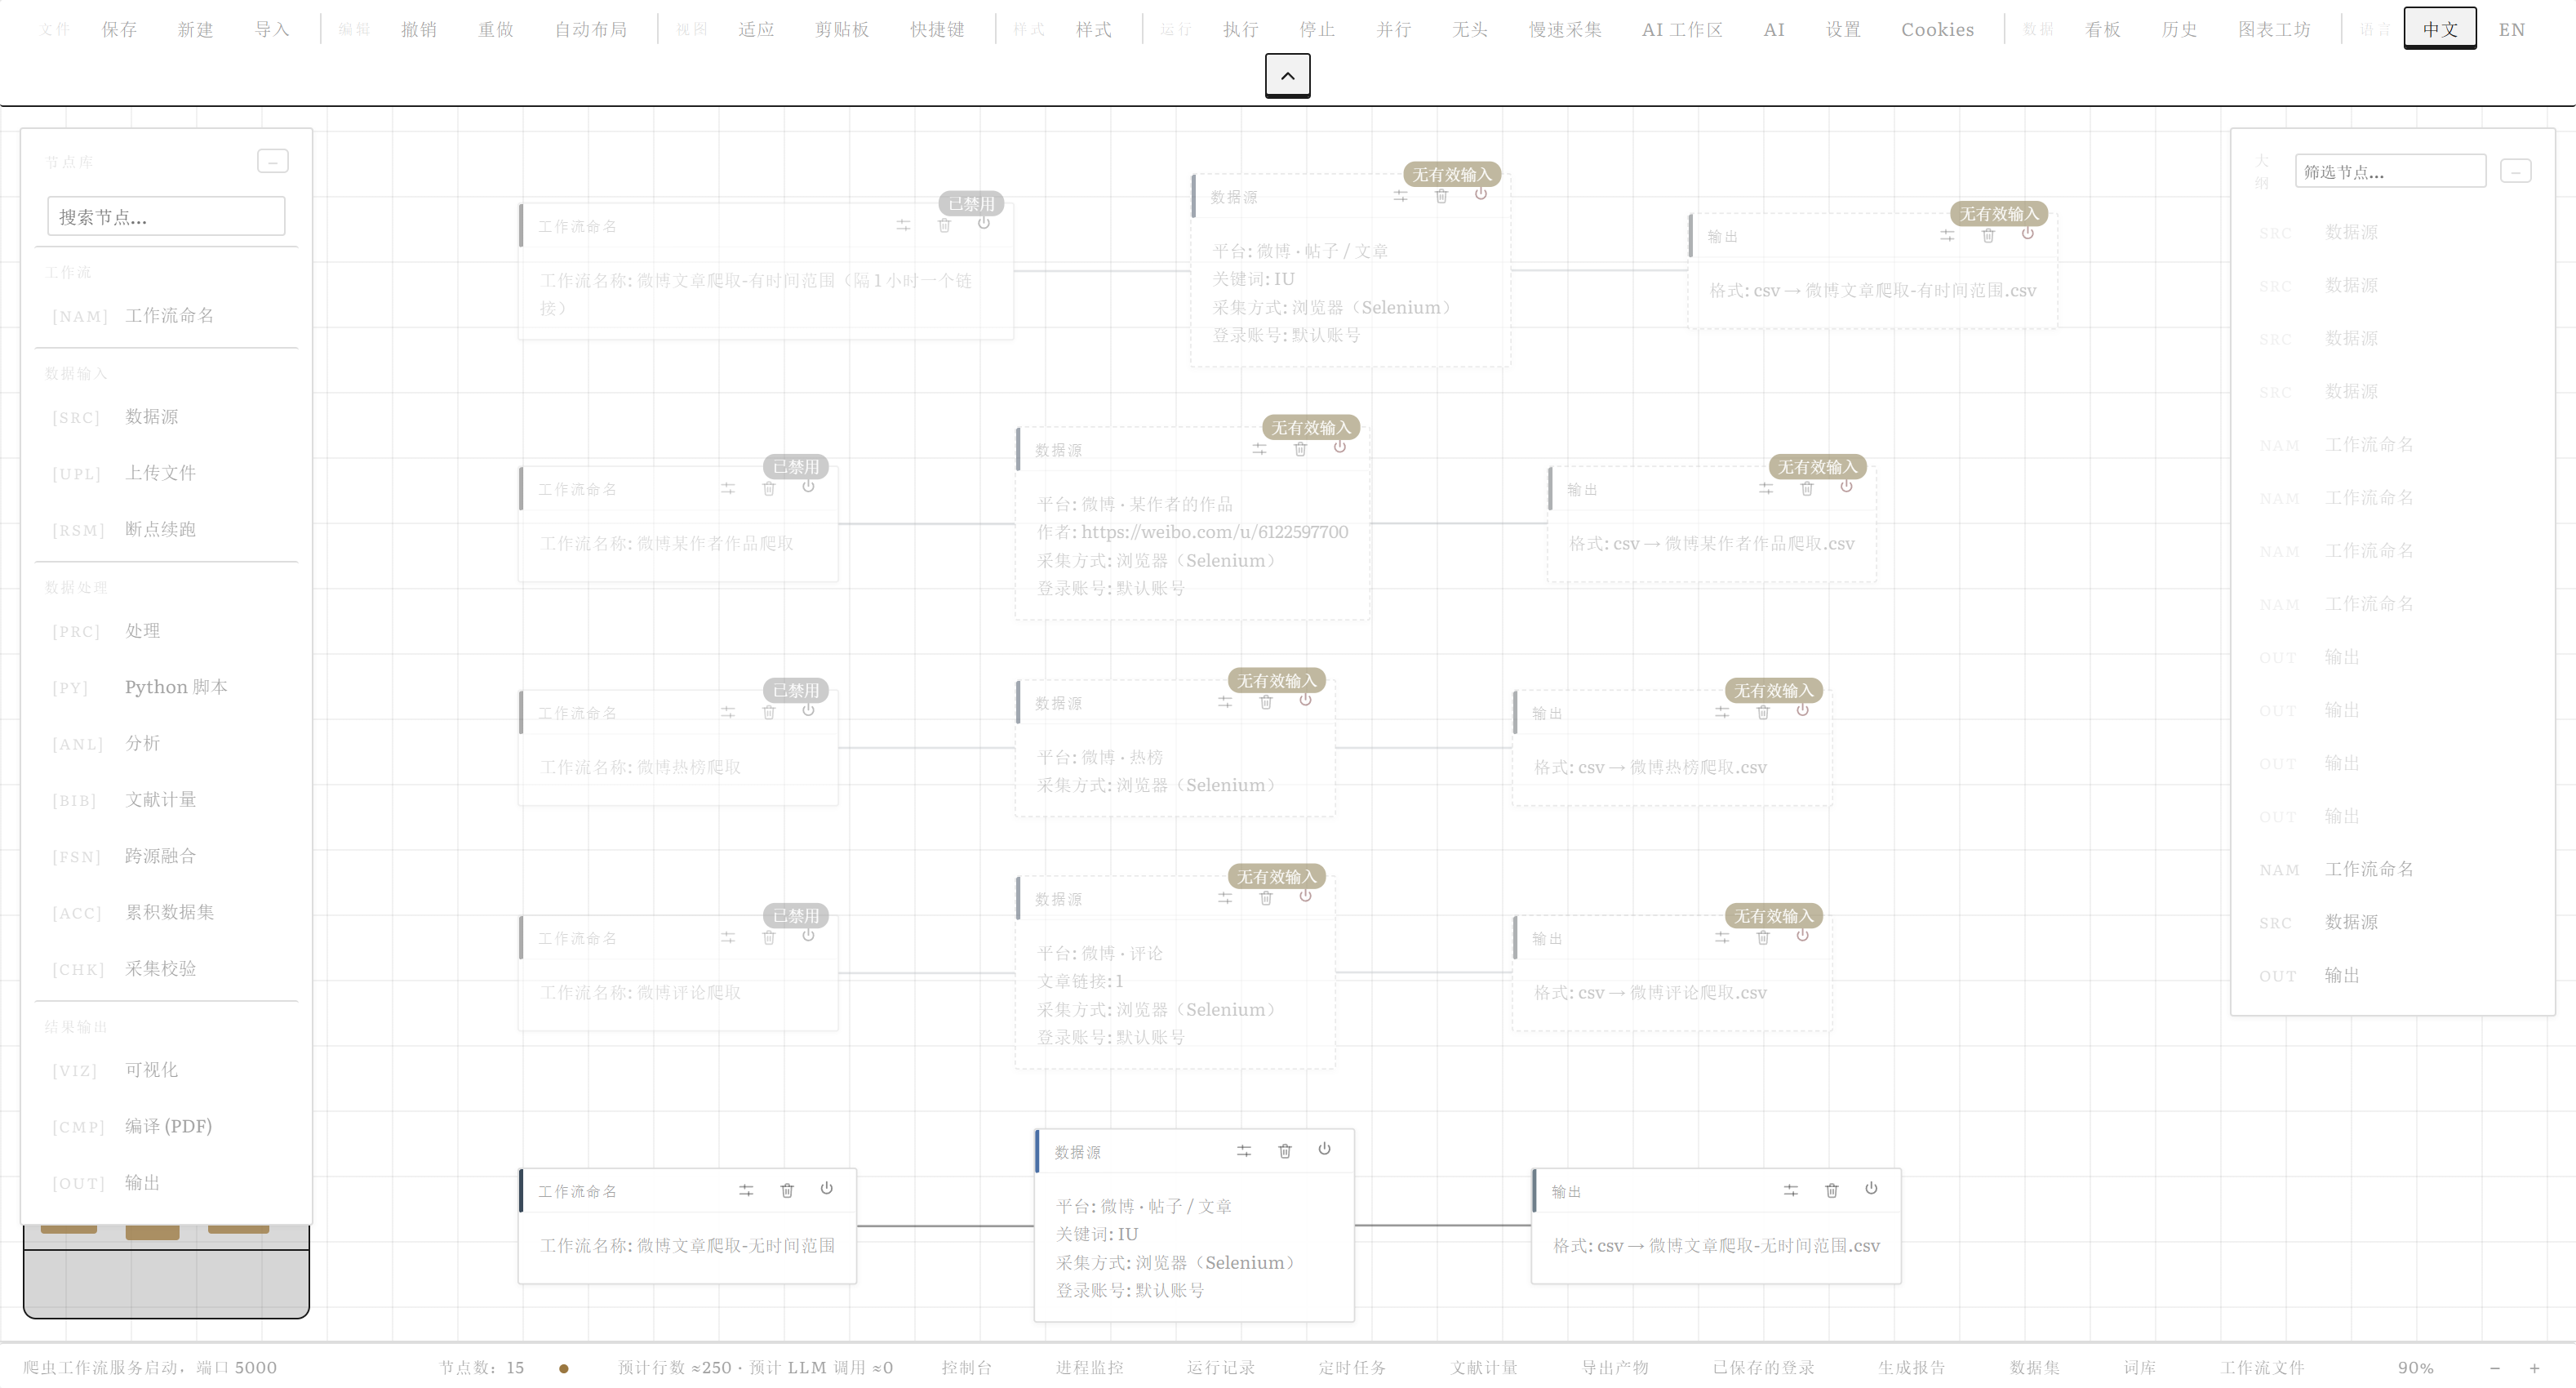 文件 保存 新建 导入 编辑 撤销 重做 自动布局 视图 适应 剪贴板 快捷键 样式 样式 运行 执行 停止 并行 无头 慢速采集 AI 工作区 AI 设置 Cookies 数据 看板 历史 图表工坊 语言 中文 EN
节点库
搜索节点...
工作流
[NAM] 工作流命名
数据输入
[SRC] 数据源
[UPL] 上传文件
[RSM] 断点续跑
数据处理
[PRC] 处理
[PY] Python 脚本
[ANL] 分析
[BIB] 文献计量
[FSN] 跨源融合
[ACC] 累积数据集
[CHK] 采集校验
结果输出
[VIZ] 可视化
[CMP] 编译 (PDF)
[OUT] 输出
已禁用
工作流命名
工作流名称: 微博文章爬取-有时间范围（隔 1 小时一个链
接）
无有效输入
数据源
平台: 微博 · 帖子 / 文章
关键词: IU
采集方式: 浏览器（Selenium）
登录账号: 默认账号
无有效输入
输出
格式: csv → 微博文章爬取-有时间范围.csv
已禁用
工作流命名
工作流名称: 微博某作者作品爬取
无有效输入
数据源
平台: 微博 · 某作者的作品
作者: https://weibo.com/u/6122597700
采集方式: 浏览器（Selenium）
登录账号: 默认账号
无有效输入
输出
格式: csv → 微博某作者作品爬取.csv
已禁用
工作流命名
工作流名称: 微博热榜爬取
无有效输入
数据源
平台: 微博 · 热榜
采集方式: 浏览器（Selenium）
无有效输入
输出
格式: csv → 微博热榜爬取.csv
已禁用
工作流命名
工作流名称: 微博评论爬取
无有效输入
数据源
平台: 微博 · 评论
文章链接: 1
采集方式: 浏览器（Selenium）
登录账号: 默认账号
无有效输入
输出
格式: csv → 微博评论爬取.csv
工作流命名
工作流名称: 微博文章爬取-无时间范围
数据源
平台: 微博 · 帖子 / 文章
关键词: IU
采集方式: 浏览器（Selenium）
登录账号: 默认账号
输出
格式: csv → 微博文章爬取-无时间范围.csv
大
纲
筛选节点...
SRC 数据源
SRC 数据源
SRC 数据源
SRC 数据源
NAM 工作流命名
NAM 工作流命名
NAM 工作流命名
NAM 工作流命名
OUT 输出
OUT 输出
OUT 输出
OUT 输出
NAM 工作流命名
SRC 数据源
OUT 输出
爬虫工作流服务启动，端口 5000 节点数：15 预计行数 ≈250 · 预计 LLM 调用 ≈0 控制台 进程监控 运行记录 定时任务 文献计量 导出产物 已保存的登录 生成报告 数据集 词库 工作流文件 90% − +